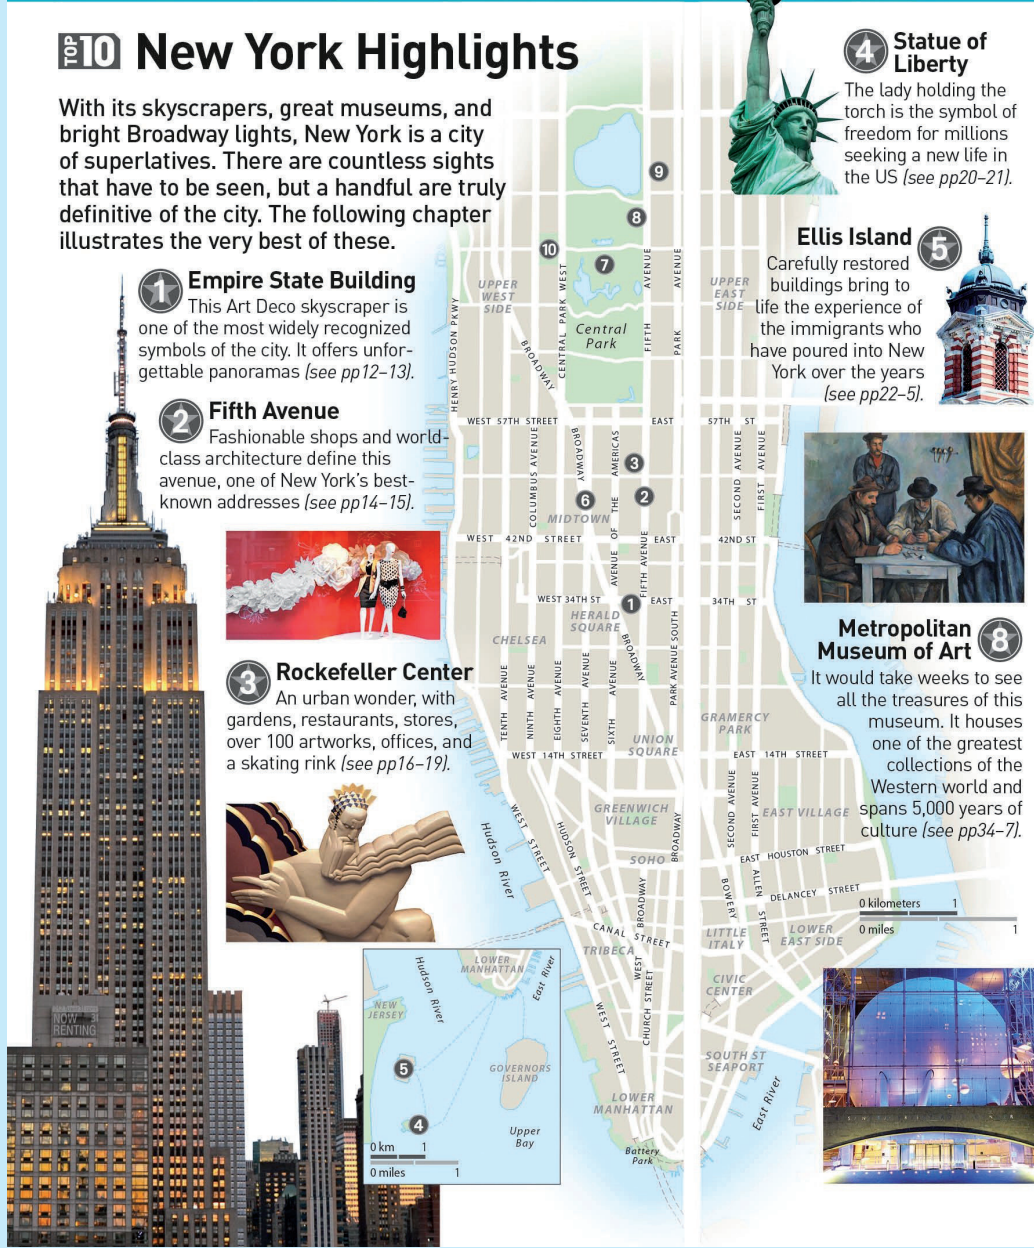 TOP 10 New York Highlights
With its skyscrapers, great museums, and
bright Broadway lights, New York is a city
of superlatives. There are countless sights
that have to be seen, but a handful are truly
definitive of the city. The following chapter
illustrates the very best of these.
1 Empire State Building
This Art Deco skyscraper is
one of the most widely recognized
symbols of the city. It offers unfor-
gettable panoramas (see pp12–13).
2 Fifth Avenue
Fashionable shops and world-
class architecture define this
avenue, one of New York's best-
known addresses (see pp14–15).
3 Rockefeller Center
An urban wonder, with
gardens, restaurants, stores,
over 100 artworks, offices, and
a skating rink (see pp16–19).
NOW
RENTING
4 Statue of
Liberty
The lady holding the
torch is the symbol of
freedom for millions
seeking a new life in
the US (see pp20–21).
Ellis Island 5
Carefully restored
buildings bring to
life the experience of
the immigrants who
have poured into New
York over the years
(see pp22–5).
Metropolitan
Museum of Art 8
It would take weeks to see
all the treasures of this
museum. It houses
one of the greatest
collections of the
Western world and
spans 5,000 years of
culture (see pp34–7).
9
8
10
7
UPPER
WEST
SIDE
UPPER
EAST
SIDE
Central
Park
HENRY HUDSON PKWY
BROADWAY
CENTRAL PARK WEST
FIFTH AVENUE
PARK AVENUE
WEST 57TH STREET
EAST 57TH ST
COLUMBUS AVENUE
BROADWAY
AVENUE OF THE AMERICAS
SECOND AVENUE
FIRST AVENUE
3
6
2
MIDTOWN
WEST 42ND STREET
EAST 42ND ST
FIFTH AVENUE
WEST 34TH ST
1
EAST 34TH ST
HERALD
SQUARE
CHELSEA
BROADWAY
PARK AVENUE SOUTH
TENTH AVENUE
NINTH AVENUE
EIGHTH AVENUE
SEVENTH AVENUE
SIXTH AVENUE
GRAMERCY
PARK
UNION
SQUARE
WEST 14TH STREET
EAST 14TH STREET
GREENWICH
VILLAGE
EAST VILLAGE
SECOND AVENUE
FIRST AVENUE
Hudson River
WEST STREET
HUDSON STREET
BROADWAY
SOHO
EAST HOUSTON STREET
BOWERY
ALLEN STREET
DELANCEY STREET
BROADWAY
CANAL STREET
TRIBECA
LITTLE
ITALY
LOWER
EAST SIDE
0 kilometers 1
0 miles 1
WEST
CHURCH STREET
CIVIC
CENTER
WEST STREET
SOUTH ST
SEAPORT
LOWER
MANHATTAN
East River
Battery
Park
LOWER
MANHATTAN
Hudson River
East River
NEW
JERSEY
5
GOVERNORS
ISLAND
4
Upper
Bay
0 km 1
0 miles 1